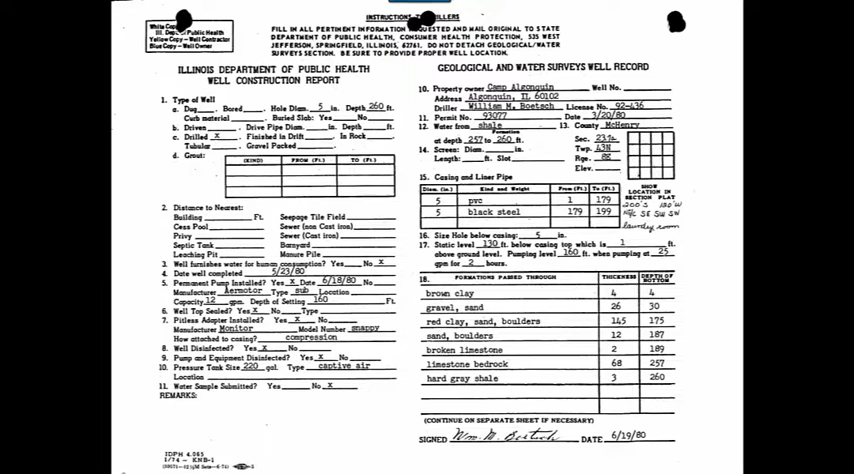 INSTRUCTIONS TO DRILLERS
White Copy
Ill. Dept. of Public Health
Yellow Copy - Well Contractor
Blue Copy - Well Owner
FILL IN ALL PERTINENT INFORMATION REQUESTED AND MAIL ORIGINAL TO STATE
DEPARTMENT OF PUBLIC HEALTH, CONSUMER HEALTH PROTECTION, 535 WEST
JEFFERSON, SPRINGFIELD, ILLINOIS, 62761. DO NOT DETACH GEOLOGICAL/WATER
SURVEYS SECTION. BE SURE TO PROVIDE PROPER WELL LOCATION.
ILLINOIS DEPARTMENT OF PUBLIC HEALTH
WELL CONSTRUCTION REPORT
1. Type of Well
a. Dug Bored Hole Diam. 5 in. Depth 260 ft.
Curb material Buried Slab: Yes No
b. Driven Drive Pipe Diam. in. Depth ft.
c. Drilled x Finished in Drift In Rock
Tubular Gravel Packed
d. Grout:
(KIND) FROM (Ft.) TO (Ft.)
2. Distance to Nearest:
Building Ft. Seepage Tile Field
Cess Pool Sewer (non Cast iron)
Privy Sewer (Cast iron)
Septic Tank Barnyard
Leaching Pit Manure Pile
3. Well furnishes water for human consumption? Yes No x
4. Date well completed 5/23/80
5. Permanent Pump Installed? Yes x Date 6/18/80 No
Manufacturer Aermotor Type sub Location
Capacity 12 gpm. Depth of Setting 160 Ft.
6. Well Top Sealed? Yes x No Type
7. Pitless Adapter Installed? Yes x No
Manufacturer Monitor Model Number snappy
How attached to casing? compression
8. Well Disinfected? Yes x No
9. Pump and Equipment Disinfected? Yes x No
10. Pressure Tank Size 220 gal. Type captive air
Location
11. Water Sample Submitted? Yes No x
REMARKS:
IDPH 4.065
1/74 - KNB-1
GEOLOGICAL AND WATER SURVEYS WELL RECORD
10. Property owner Camp Algonquin Well No.
Address Algonquin, IL 60102
Driller William M. Boetsch License No. 92-436
11. Permit No. 93077 Date 3/20/80
12. Water from shale 13. County McHenry
Formation
at depth 257 to 260 ft. Sec. 23.7c
14. Screen: Diam. in. Twp. 43N
Length: ft. Slot Rge. 8E
Elev.
15. Casing and Liner Pipe
Diam. (in.) Kind and Weight From (Ft.) To (Ft.)
5 pvc 1 179
5 black steel 179 199
SHOW
LOCATION IN
SECTION PLAT
200'S 150'W
N/c SE SW SW
laundry room
16. Size Hole below casing: 5 in.
17. Static level 130 ft. below casing top which is 1 ft.
above ground level. Pumping level 160 ft. when pumping at 25
gpm for 2 hours.
18. FORMATIONS PASSED THROUGH THICKNESS DEPTH OF BOTTOM
brown clay 4 4
gravel, sand 26 30
red clay, sand, boulders 145 175
sand, boulders 12 187
broken limestone 2 189
limestone bedrock 68 257
hard gray shale 3 260
(CONTINUE ON SEPARATE SHEET IF NECESSARY)
SIGNED Wm. M. Boetsch DATE 6/19/80